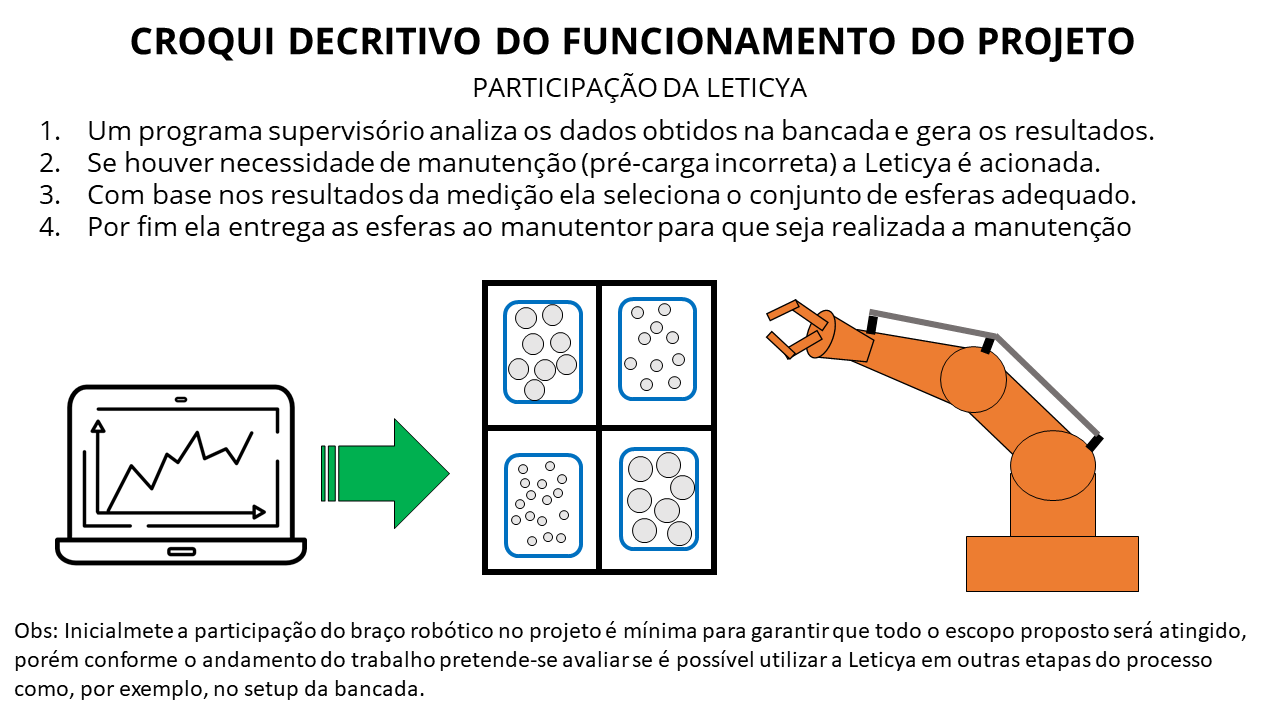 CROQUI DECRITIVO DO FUNCIONAMENTO DO PROJETO
PARTICIPAÇÃO DA LETICYA
1. Um programa supervisório analiza os dados obtidos na bancada e gera os resultados.
2. Se houver necessidade de manutenção (pré-carga incorreta) a Leticya é acionada.
3. Com base nos resultados da medição ela seleciona o conjunto de esferas adequado.
4. Por fim ela entrega as esferas ao manutentor para que seja realizada a manutenção
Obs: Inicialmete a participação do braço robótico no projeto é mínima para garantir que todo o escopo proposto será atingido,
porém conforme o andamento do trabalho pretende-se avaliar se é possível utilizar a Leticya em outras etapas do processo
como, por exemplo, no setup da bancada.